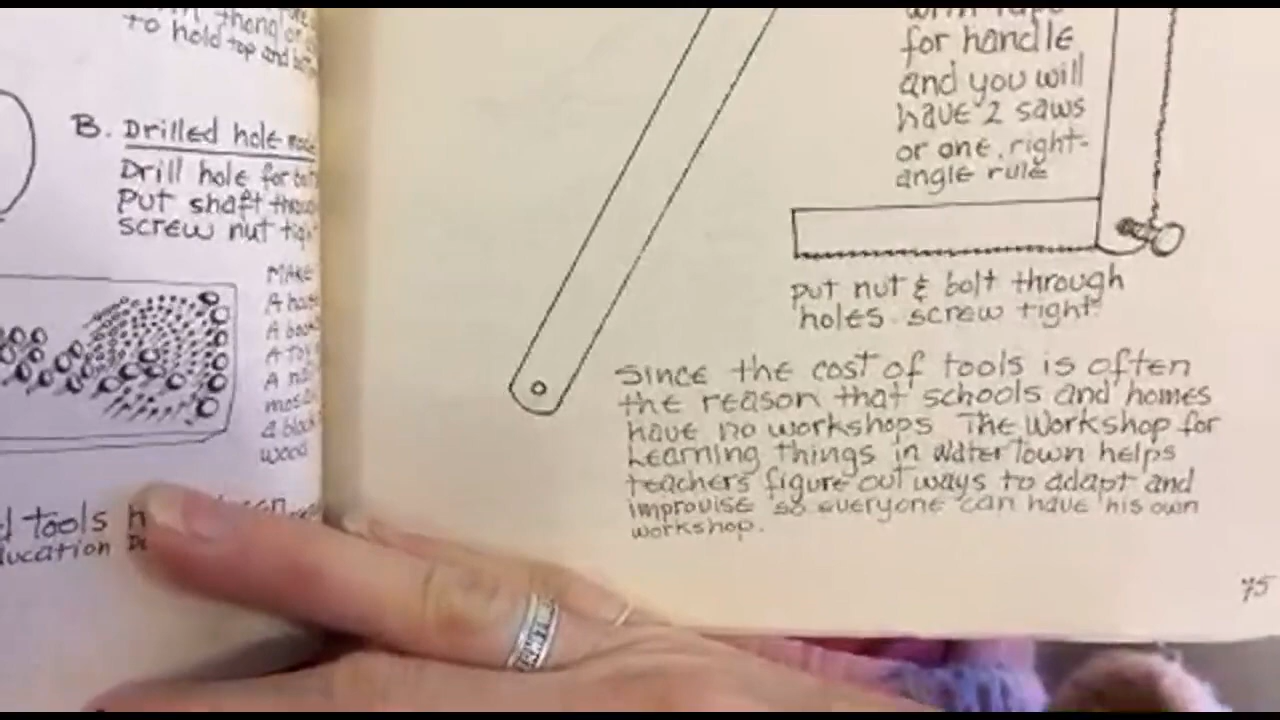 to hold top and
B. Drilled hole
Drill hole for
Put shaft
screw nut
MAKE
A
A
A
A
a
wood
tools
ucation
for handle
and you will
have 2 saws
or one right-
angle rule
put nut & bolt through
holes. screw tight
Since the cost of tools is often
the reason that schools and homes
have no workshops The Workshop for
Learning Things in Watertown helps
teachers figure out ways to adapt and
improvise so everyone can have his own
workshop.
75